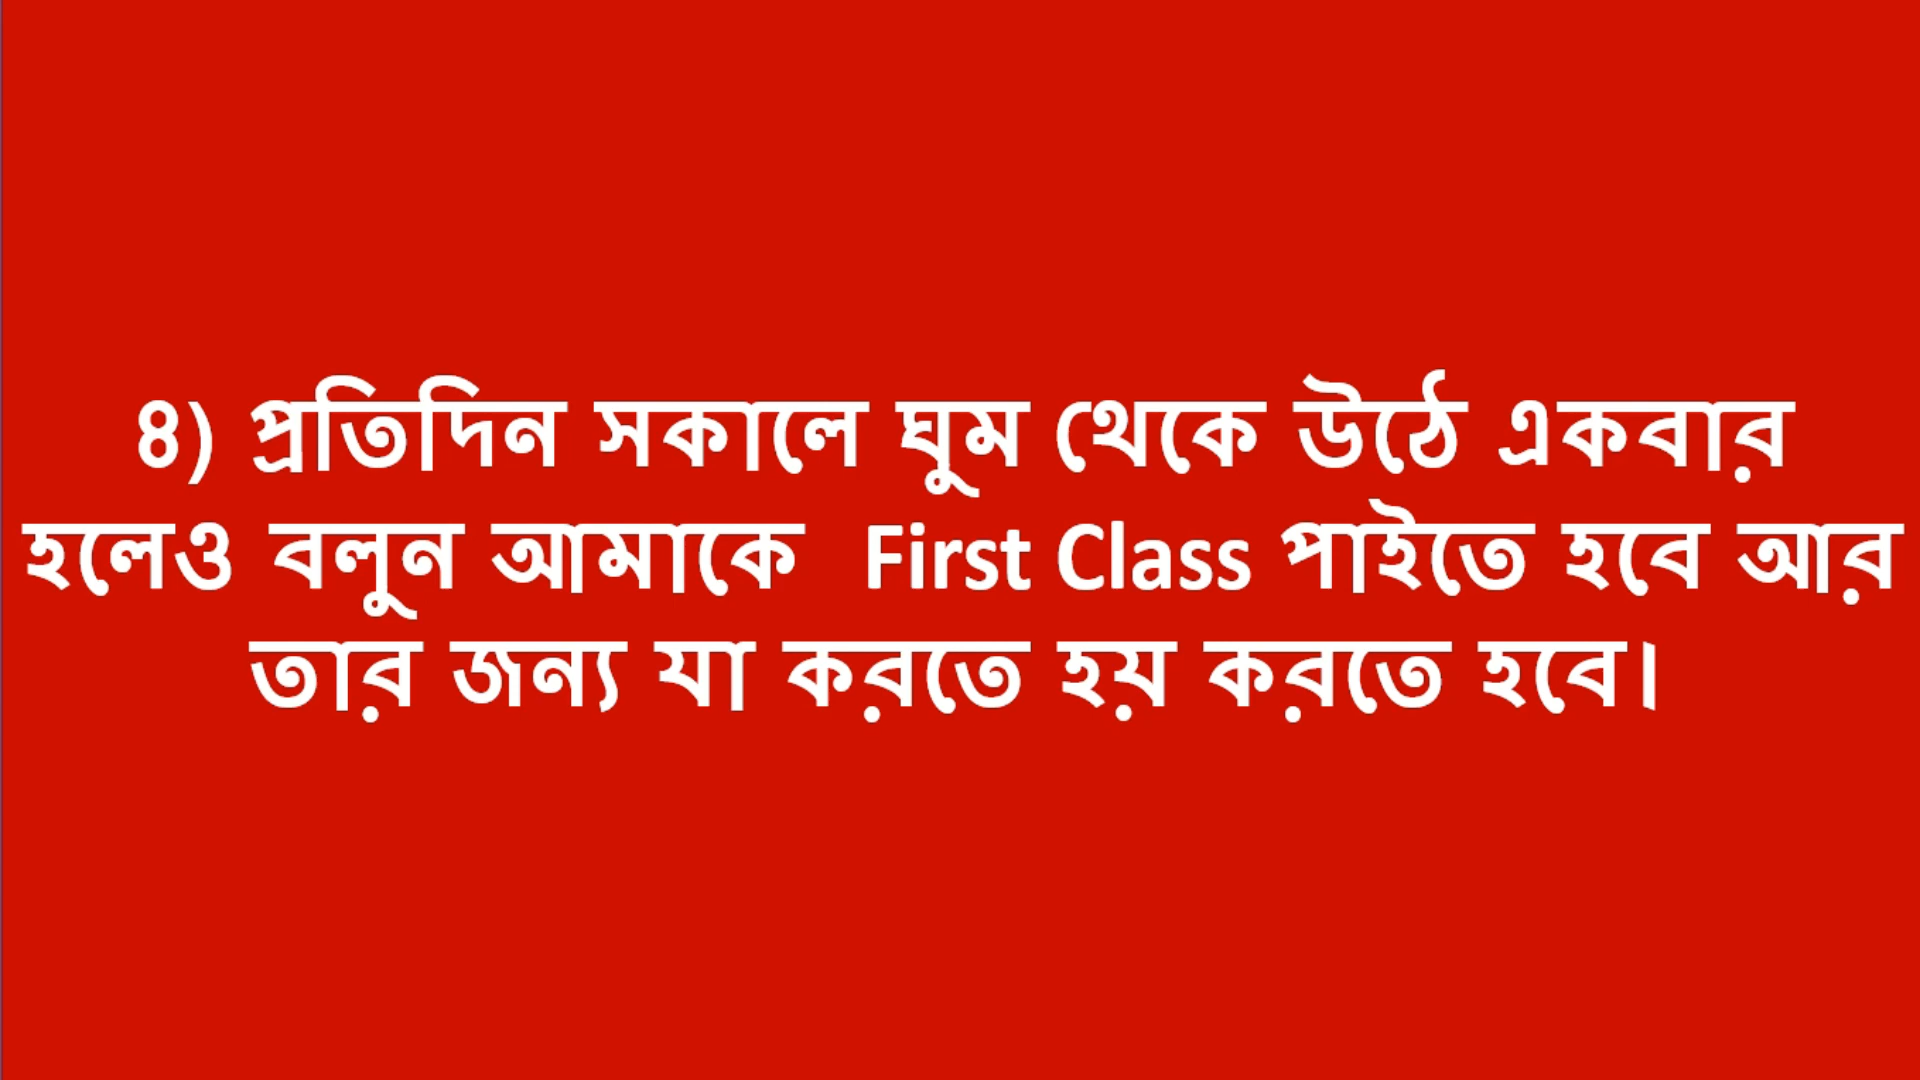 ৪) প্রতিদিন সকালে ঘুম থেকে উঠে একবার
হলেও বলুন আমাকে  First Class পাইতে হবে আর
তার জন্য যা করতে হয় করতে হবে।